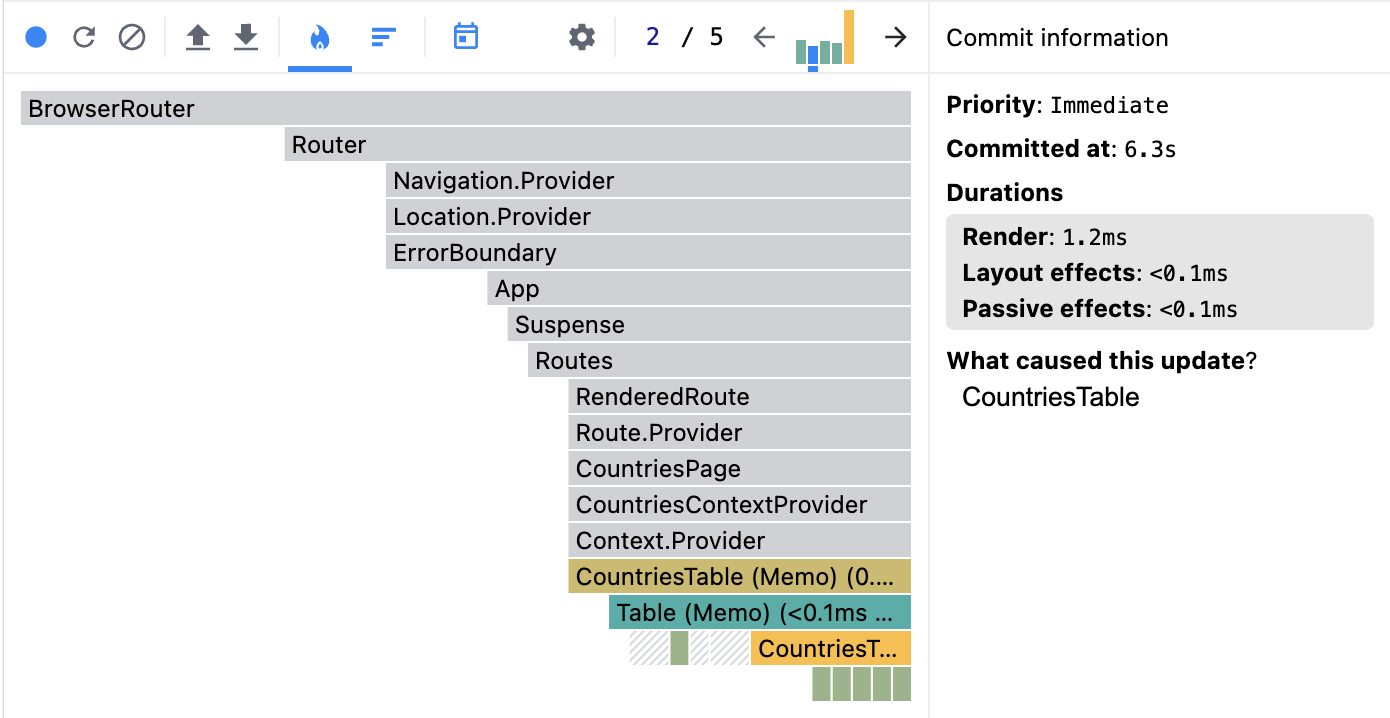 2 / 5
Commit information
BrowserRouter
Router
Navigation.Provider
Location.Provider
ErrorBoundary
App
Suspense
Routes
RenderedRoute
Route.Provider
CountriesPage
CountriesContextProvider
Context.Provider
CountriesTable (Memo) (0....
Table (Memo) (<0.1ms ...
CountriesT...
Priority: Immediate
Committed at: 6.3s
Durations
Render: 1.2ms
Layout effects: <0.1ms
Passive effects: <0.1ms
What caused this update?
CountriesTable